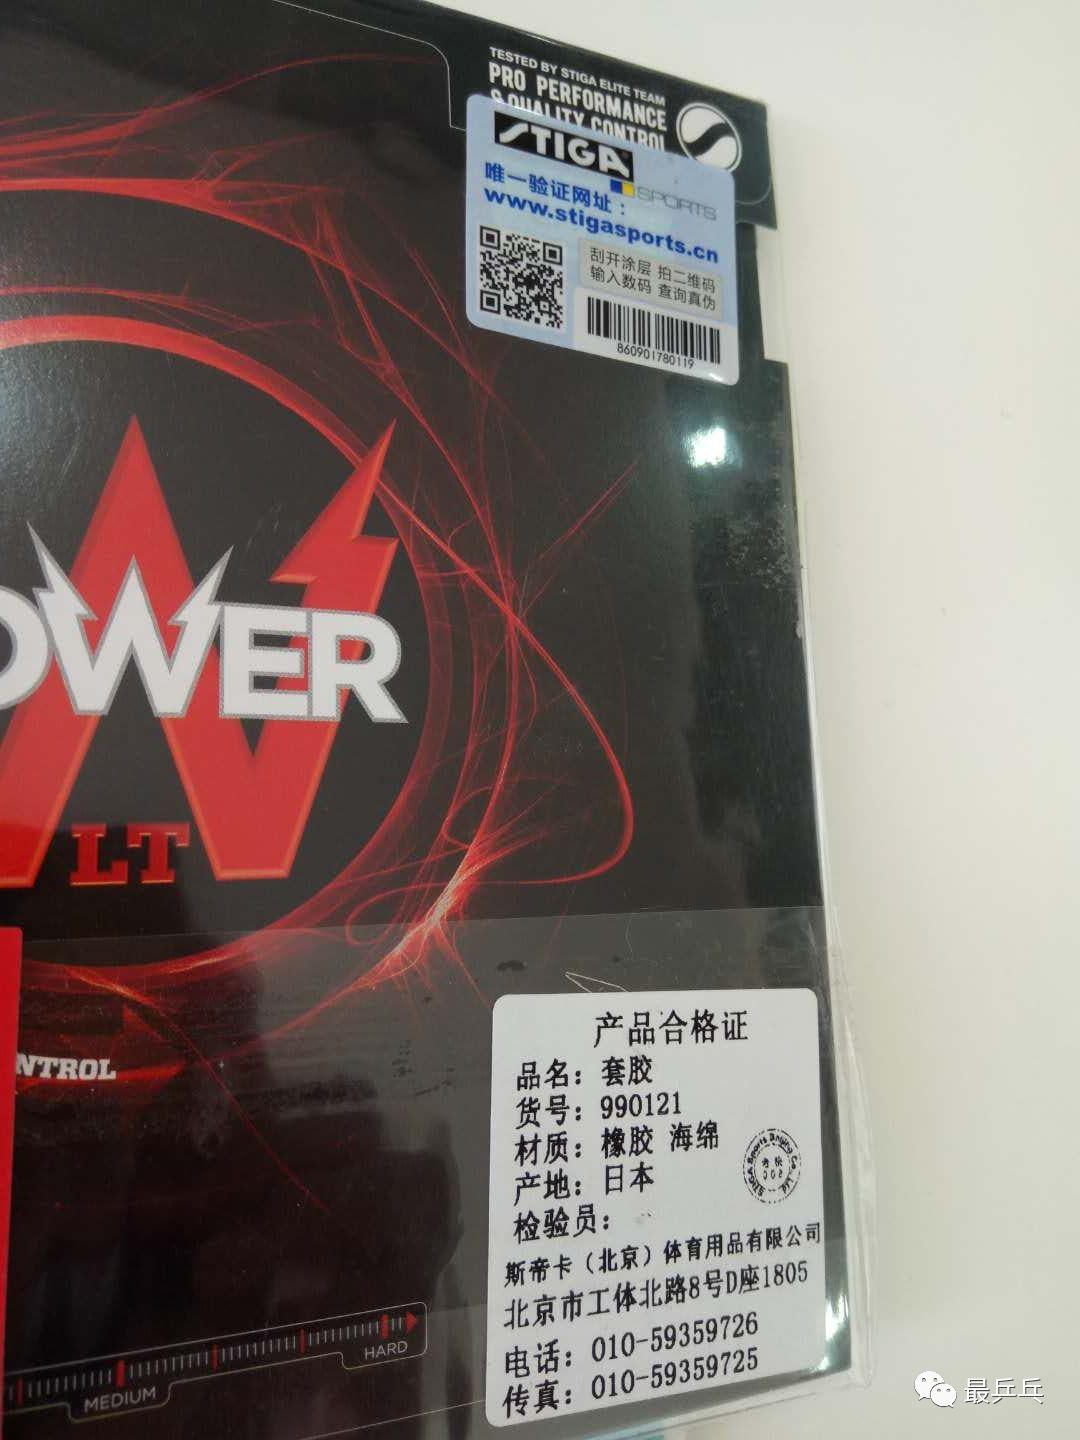 TESTED BY STIGA ELITE TEAM
PRO PERFORMANCE
& QUALITY CONTROL
STIGA
SPORTS
唯一验证网址：
www.stigasports.cn
刮开涂层 拍二维码
输入数码 查询真伪
860901780119
OWER
LT
NTROL
产品合格证
品名：套胶
货号：990121
材质：橡胶 海绵
产地：日本
检验员：
斯帝卡（北京）体育用品有限公司
北京市工体北路8号D座1805
电话：010-59359726
传真：010-59359725
MEDIUM
HARD
最乒乓